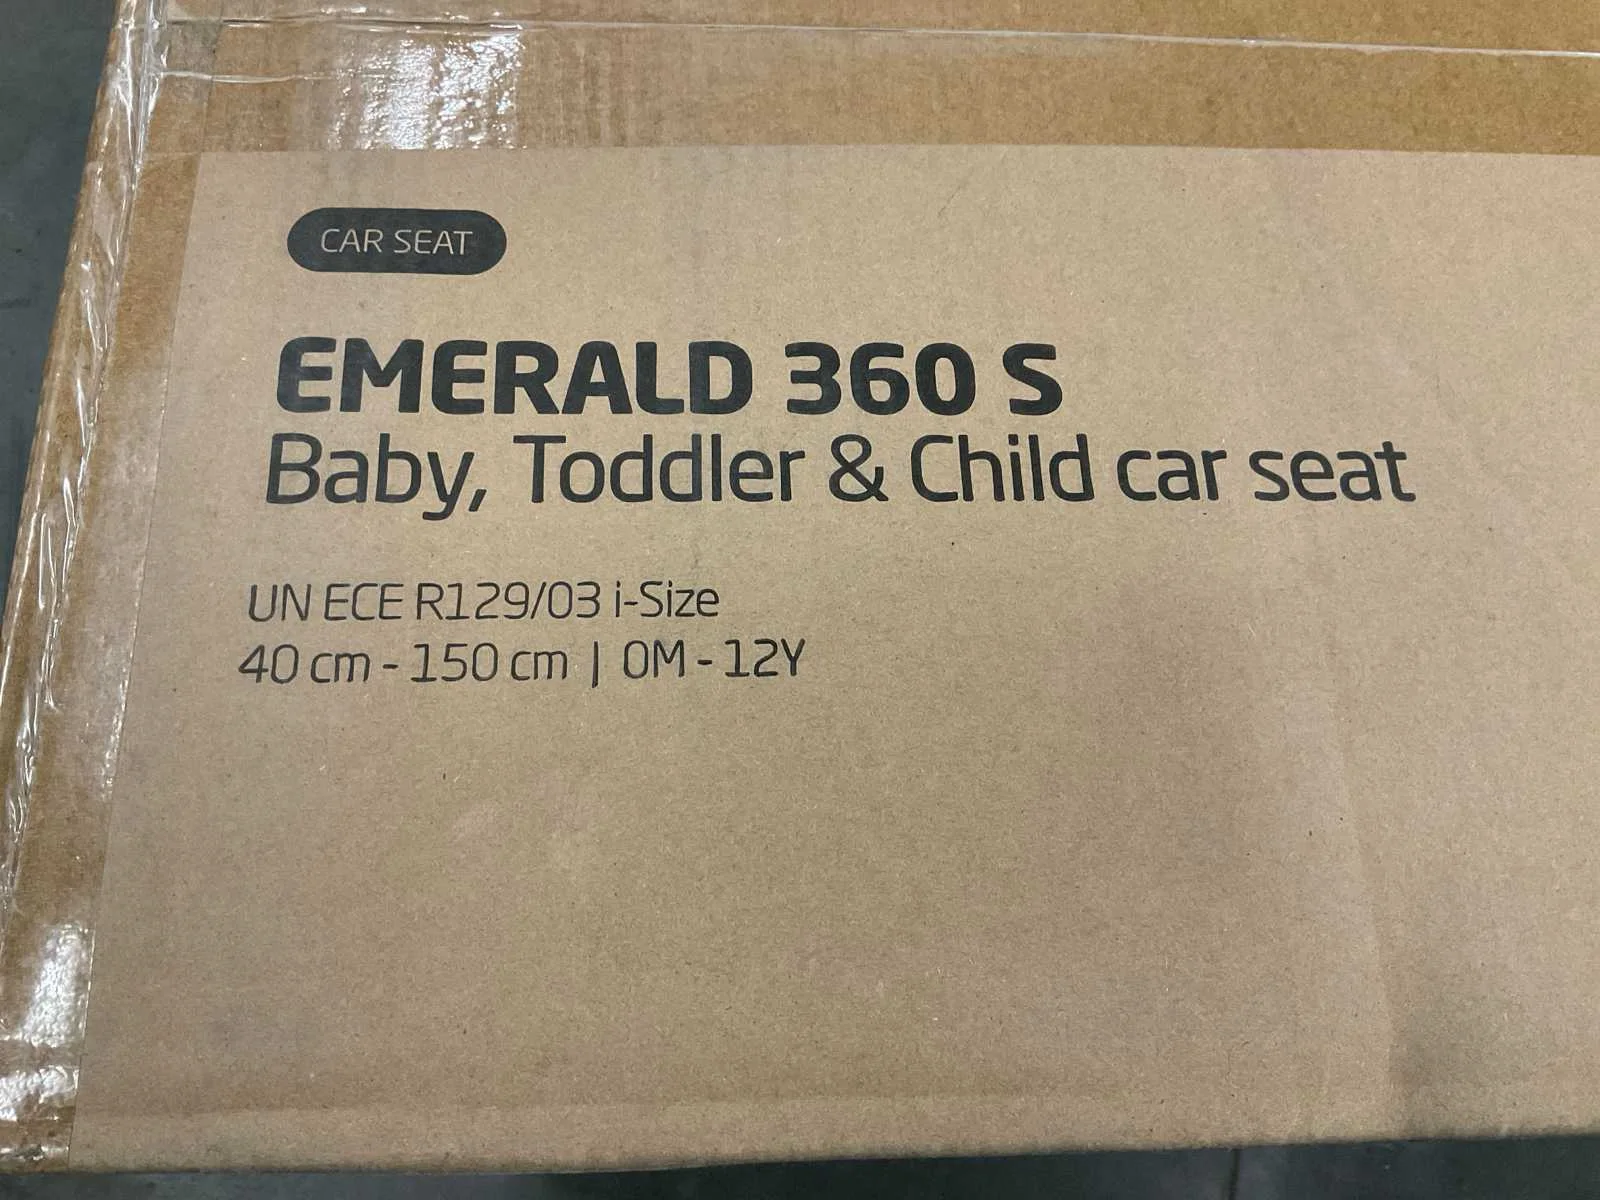 CAR SEAT
EMERALD 360 S
Baby, Toddler & Child car seat
UN ECE R129/03 i-Size
40 cm - 150 cm | 0M - 12Y